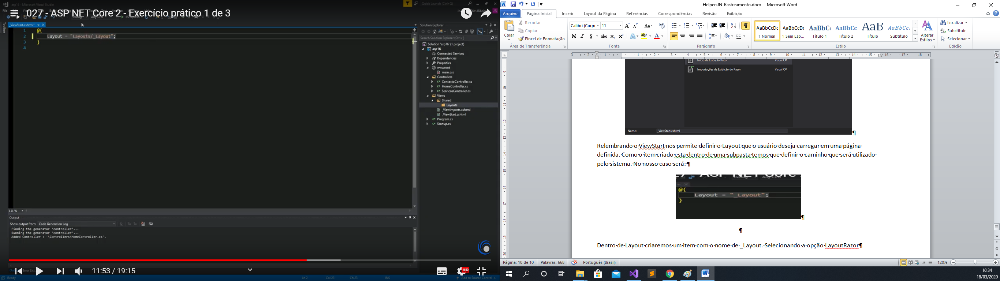 asp16 - Microsoft Visual Studio
Quick Launch (Ctrl+Q)
027 - ASP NET Core 2 - Exercício prático 1 de 3
Toolbox
_ViewStart.cshtml*
1 @{
2 Layout = "Layouts/_Layout";
3 }
4
111 %
Output
Show output from: Code Generation Log
Finding the generator 'controller'...
Running the generator 'controller'...
Added Controller : '\Controllers\HomeController.cs'.
Solution Explorer
Search Solution Explorer (Ctrl+')
Solution 'asp16' (1 project)
asp16
Connected Services
Dependencies
Properties
wwwroot
main.css
Controllers
ContactoController.cs
HomeController.cs
ServicosController.cs
Views
Shared
Layouts
_ViewImports.cshtml
_ViewStart.cshtml
Program.cs
Startup.cs
11:53 / 19:15
HD
Error List
Ready
Ln 2
Col 23
Ch 23
INS
Add to Source Control
HelpersJN-Rastreamento.docx - Microsoft Word
Arquivo
Página Inicial
Inserir
Layout da Página
Referências
Correspondências
Revisão
Exibição
Colar
Recortar
Copiar
Pincel de Formatação
Área de Transferência
Calibri (Corpo
11
Fonte
Parágrafo
AaBbCcDc
¶ Normal
AaBbCcDc
¶ Sem Esp...
AaBbC
Título 1
AaBbCc
Título 2
AaB
Título
AaBbCc.
Subtítulo
Alterar
Estilos
Estilo
Localizar
Substituir
Selecionar
Edição
Início de Exibição Razor Visual C#
Importações de Exibição do Razor Visual C#
Nome: _ViewStart.cshtml
Relembrando o ViewStart nos permite definir o Layout que o usuário deseja carregar em uma página
definida. Como o item criado esta dentro de uma subpasta temos que definir o caminho que será utilizado
pelo sistema. No nosso caso será: ¶
@{
Layout = "_Layout";
}
¶
¶
Dentro de Layout criaremos um item com o nome de _Layout. Selecionando a opção LayoutRazor¶
Página: 10 de 10
Palavras: 668
Português (Brasil)
120%
16:34
18/03/2020